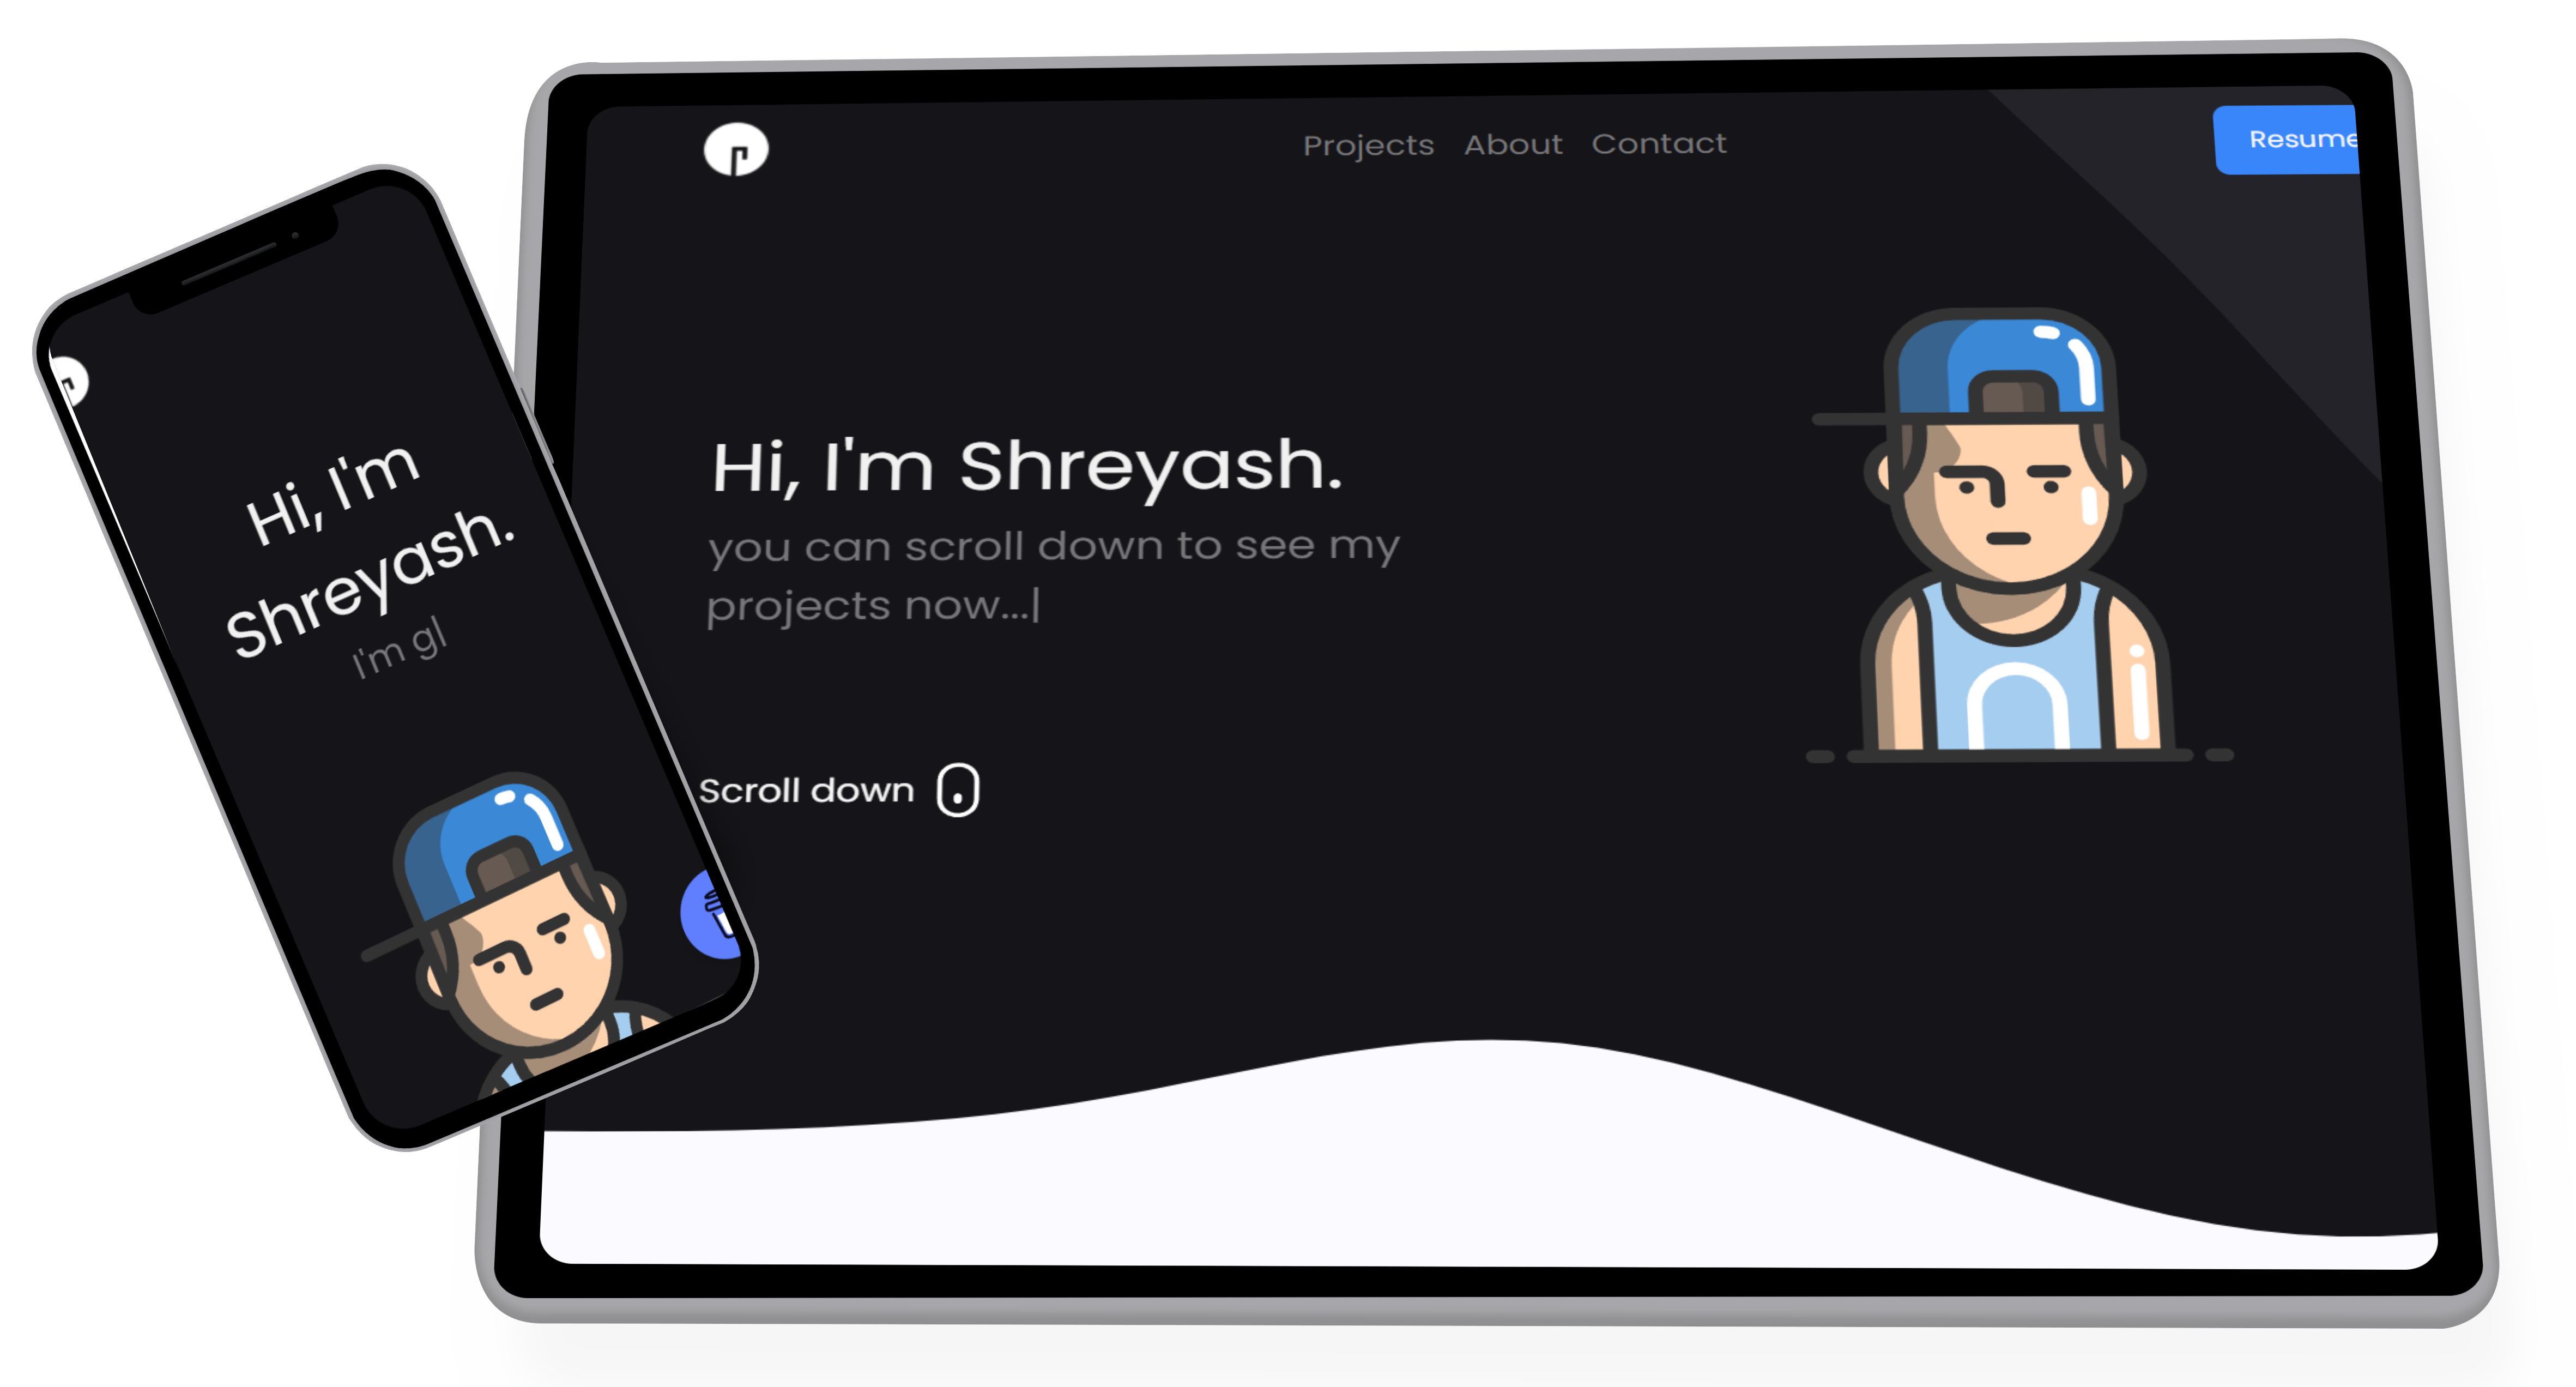 Projects About Contact
Resume
Hi, I'm Shreyash.
you can scroll down to see my
projects now...|
Scroll down
Hi, I'm
Shreyash.
I'm g|